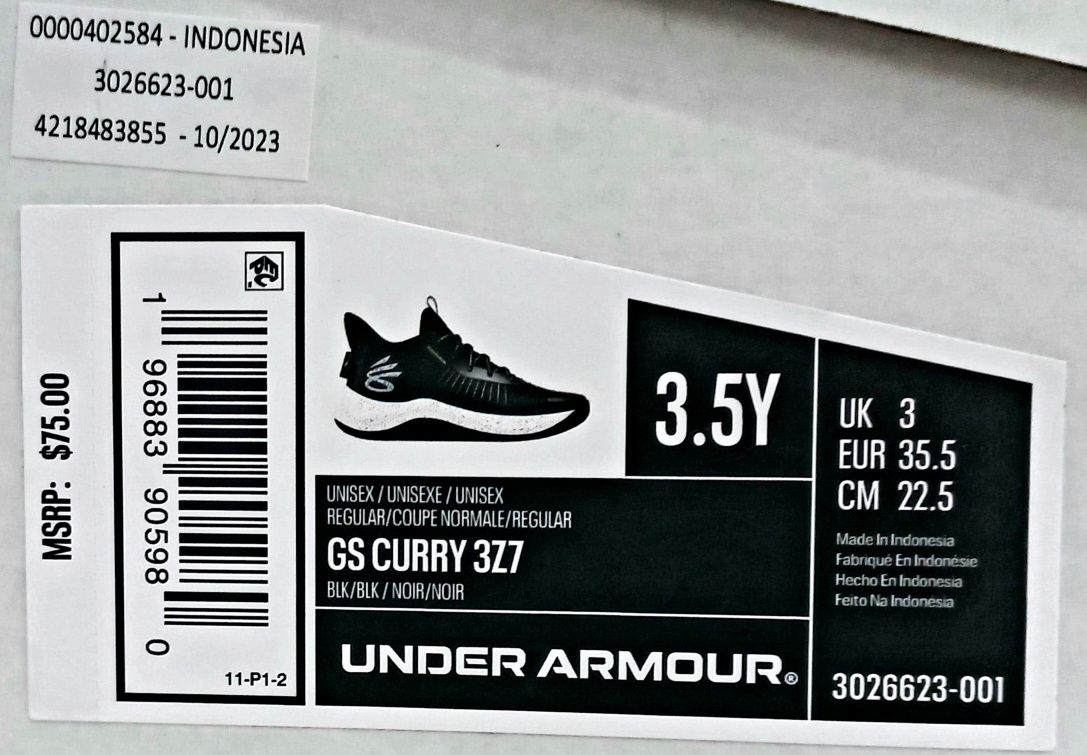 0000402584 - INDONESIA
3026623-001
4218483855 - 10/2023
MSRP: $75.00
1 96883 90598 0
11-P1-2
3.5Y
UK 3
EUR 35.5
CM 22.5
Made In Indonesia
Fabriqué En Indonésie
Hecho En Indonesia
Feito Na Indonesia
3026623-001
UNISEX / UNISEXE / UNISEX
REGULAR/COUPE NORMALE/REGULAR
GS CURRY 3Z7
BLK/BLK / NOIR/NOIR
UNDER ARMOUR®